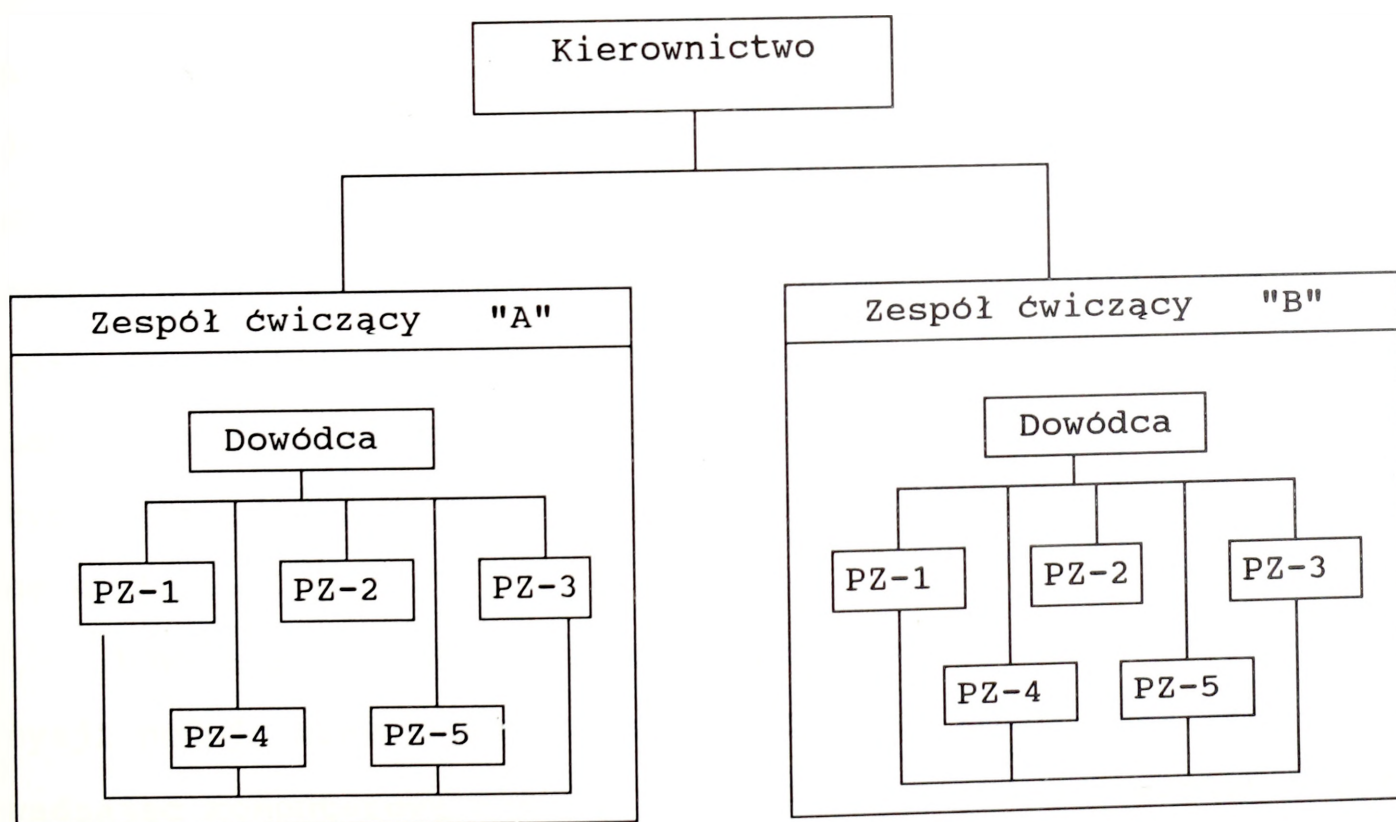 Kierownictwo
Zespół ćwiczący "A"
Dowódca
PZ-1
PZ-2
PZ-3
PZ-4
PZ-5
Zespół ćwiczący "B"
Dowódca
PZ-1
PZ-2
PZ-3
PZ-4
PZ-5